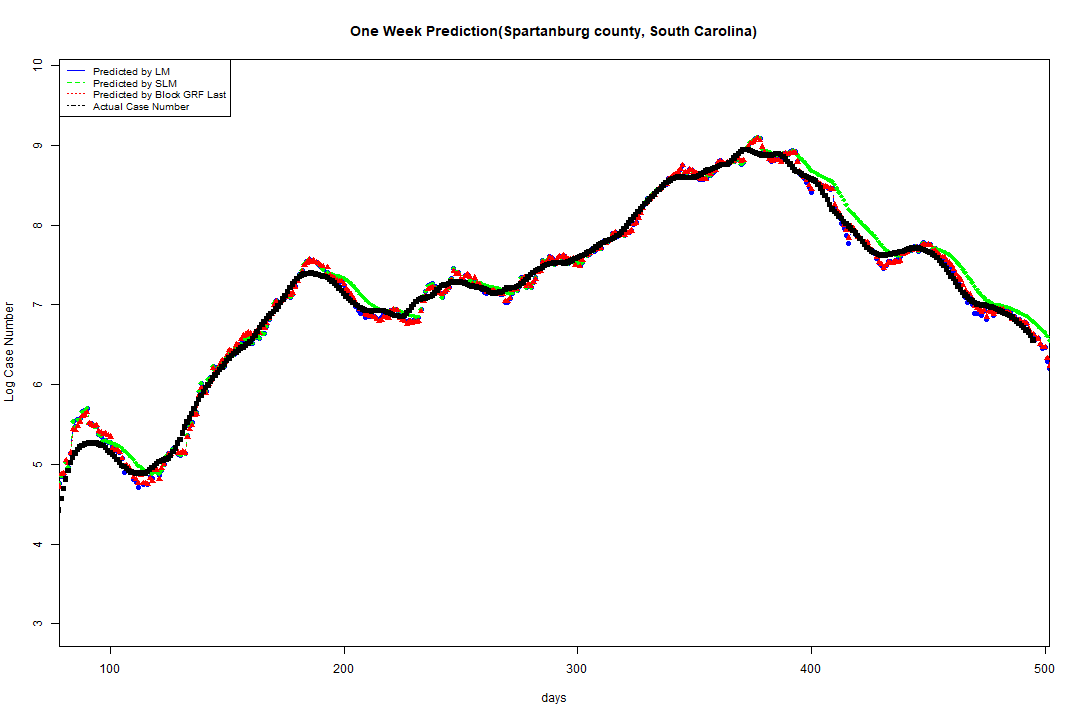 One Week Prediction(Spartanburg county, South Carolina)
Predicted by LM
Predicted by SLM
Predicted by Block GRF Last
Actual Case Number
Log Case Number
10
9
8
7
6
5
4
3
100 200 300 400 500
days